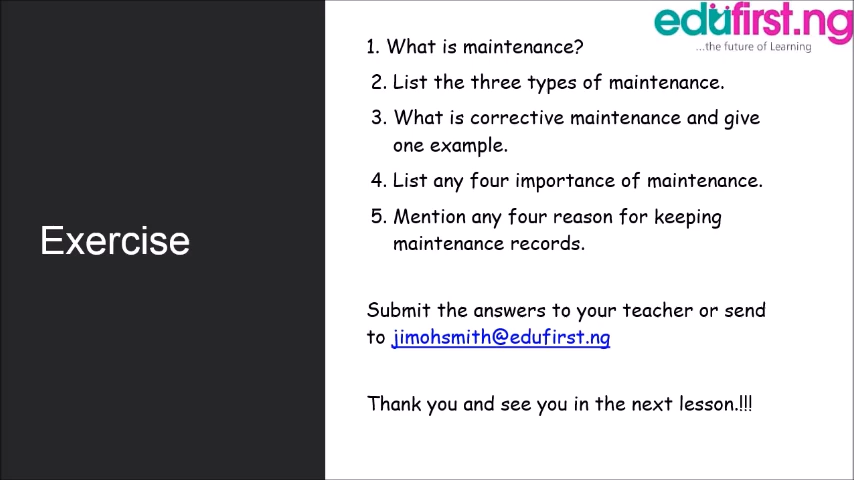 edufirst.ng
...the future of Learning
1. What is maintenance?
2. List the three types of maintenance.
3. What is corrective maintenance and give
one example.
4. List any four importance of maintenance.
5. Mention any four reason for keeping
maintenance records.
Exercise
Submit the answers to your teacher or send
to jimohsmith@edufirst.ng
Thank you and see you in the next lesson.!!!